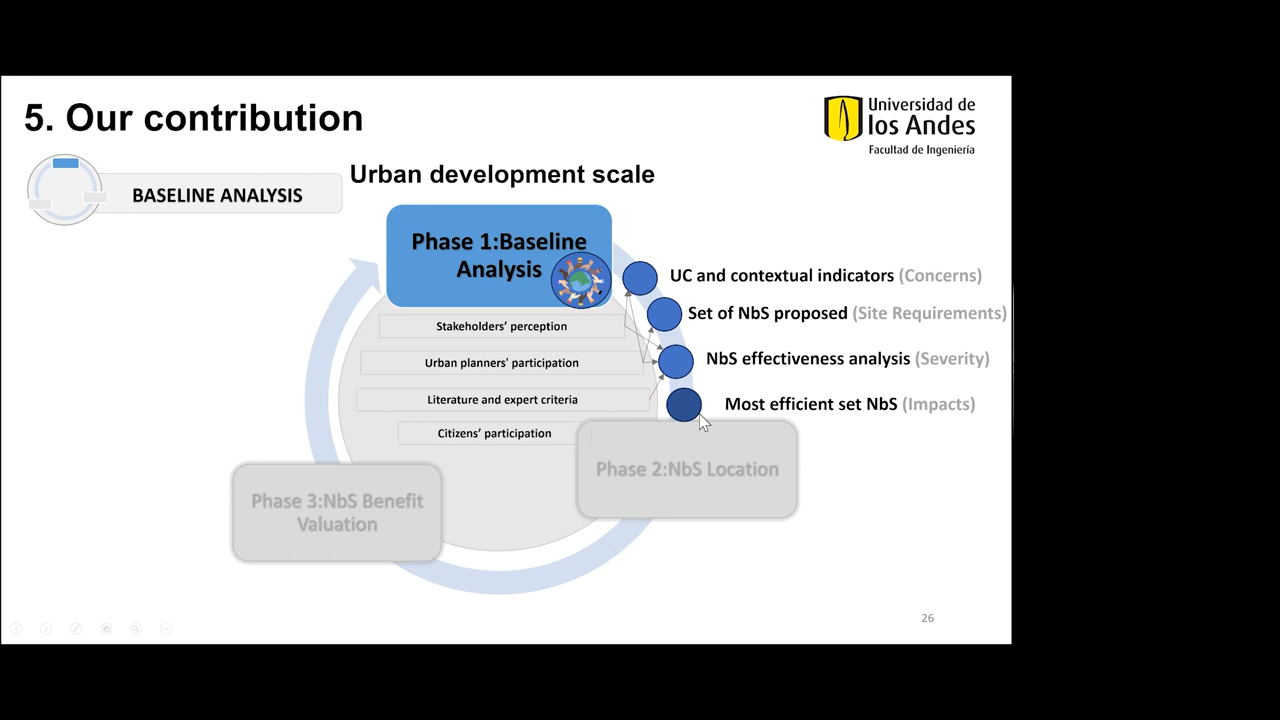 5. Our contribution
Universidad de
los Andes
Facultad de Ingeniería
BASELINE ANALYSIS
Urban development scale
Phase 1:Baseline
Analysis
UC and contextual indicators (Concerns)
Set of NbS proposed (Site Requirements)
NbS effectiveness analysis (Severity)
Most efficient set NbS (Impacts)
Stakeholders' perception
Urban planners' participation
Literature and expert criteria
Citizens' participation
Phase 2:NbS Location
Phase 3:NbS Benefit
Valuation
26